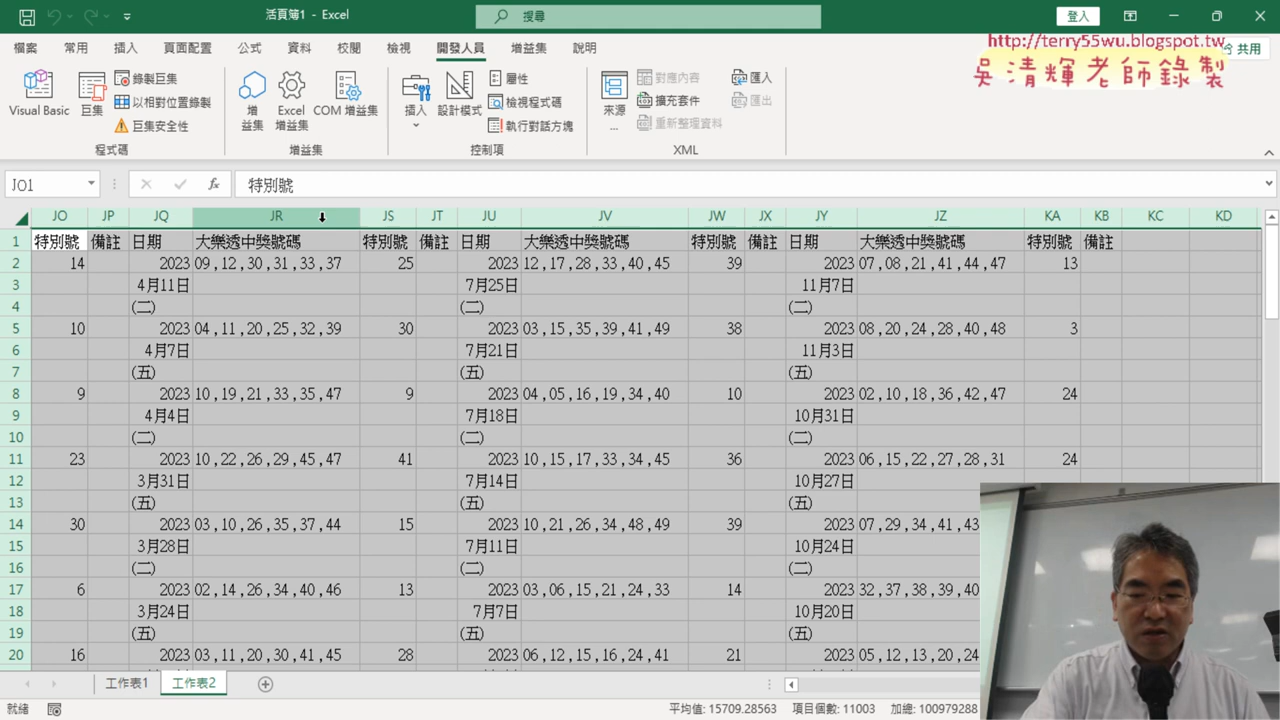 活頁簿1 - Excel
搜尋
登入
http://terry55wu.blogspot.tw
吳清輝老師錄製
共用
檔案 常用 插入 頁面配置 公式 資料 校閱 檢視 開發人員 增益集 說明
Visual Basic 巨集 錄製巨集 以相對位置錄製 巨集安全性
增益集 Excel 增益集 COM 增益集
插入 設計模式 屬性 檢視程式碼 執行對話方塊
來源... 對應內容 擴充套件 重新整理資料 匯入 匯出
程式碼 增益集 控制項 XML
JO1 fx 特別號
JO JP JQ JR JS JT JU JV JW JX JY JZ KA KB KC KD
1 特別號 備註 日期 大樂透中獎號碼 特別號 備註 日期 大樂透中獎號碼 特別號 備註 日期 大樂透中獎號碼 特別號 備註
2 14 2023 09,12,30,31,33,37 25 2023 12,17,28,33,40,45 39 2023 07,08,21,41,44,47 13
3 4月11日 7月25日 11月7日
4 (二) (二) (二)
5 10 2023 04,11,20,25,32,39 30 2023 03,15,35,39,41,49 38 2023 08,20,24,28,40,48 3
6 4月7日 7月21日 11月3日
7 (五) (五) (五)
8 9 2023 10,19,21,33,35,47 9 2023 04,05,16,19,34,40 10 2023 02,10,18,36,42,47 24
9 4月4日 7月18日 10月31日
10 (二) (二) (二)
11 23 2023 10,22,26,29,45,47 41 2023 10,15,17,33,34,45 36 2023 06,15,22,27,28,31 24
12 3月31日 7月14日 10月27日
13 (五) (五) (五)
14 30 2023 03,10,26,35,37,44 15 2023 10,21,26,34,48,49 39 2023 07,29,34,41,43
15 3月28日 7月11日 10月24日
16 (二) (二) (二)
17 6 2023 02,14,26,34,40,46 13 2023 03,06,15,21,24,33 14 2023 32,37,38,39,40
18 3月24日 7月7日 10月20日
19 (五) (五) (五)
20 16 2023 03,11,20,30,41,45 28 2023 06,12,15,16,24,41 21 2023 05,12,13,20,24
工作表1 工作表2
就緒 平均值: 15709.28563 項目個數: 11003 加總: 100979288